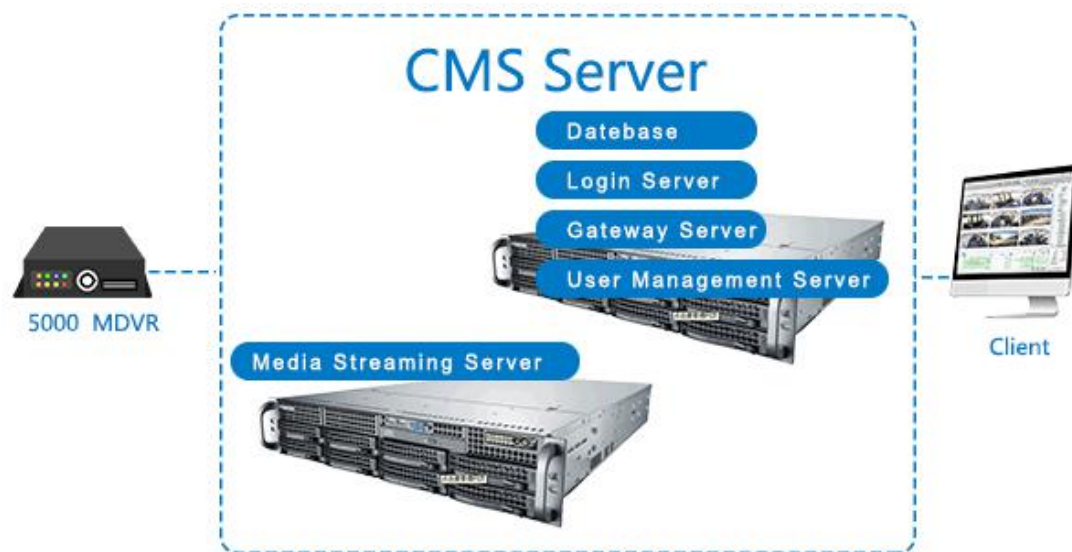 CMS Server
Datebase
Login Server
Gateway Server
User Management Server
5000 MDVR
Media Streaming Server
Client